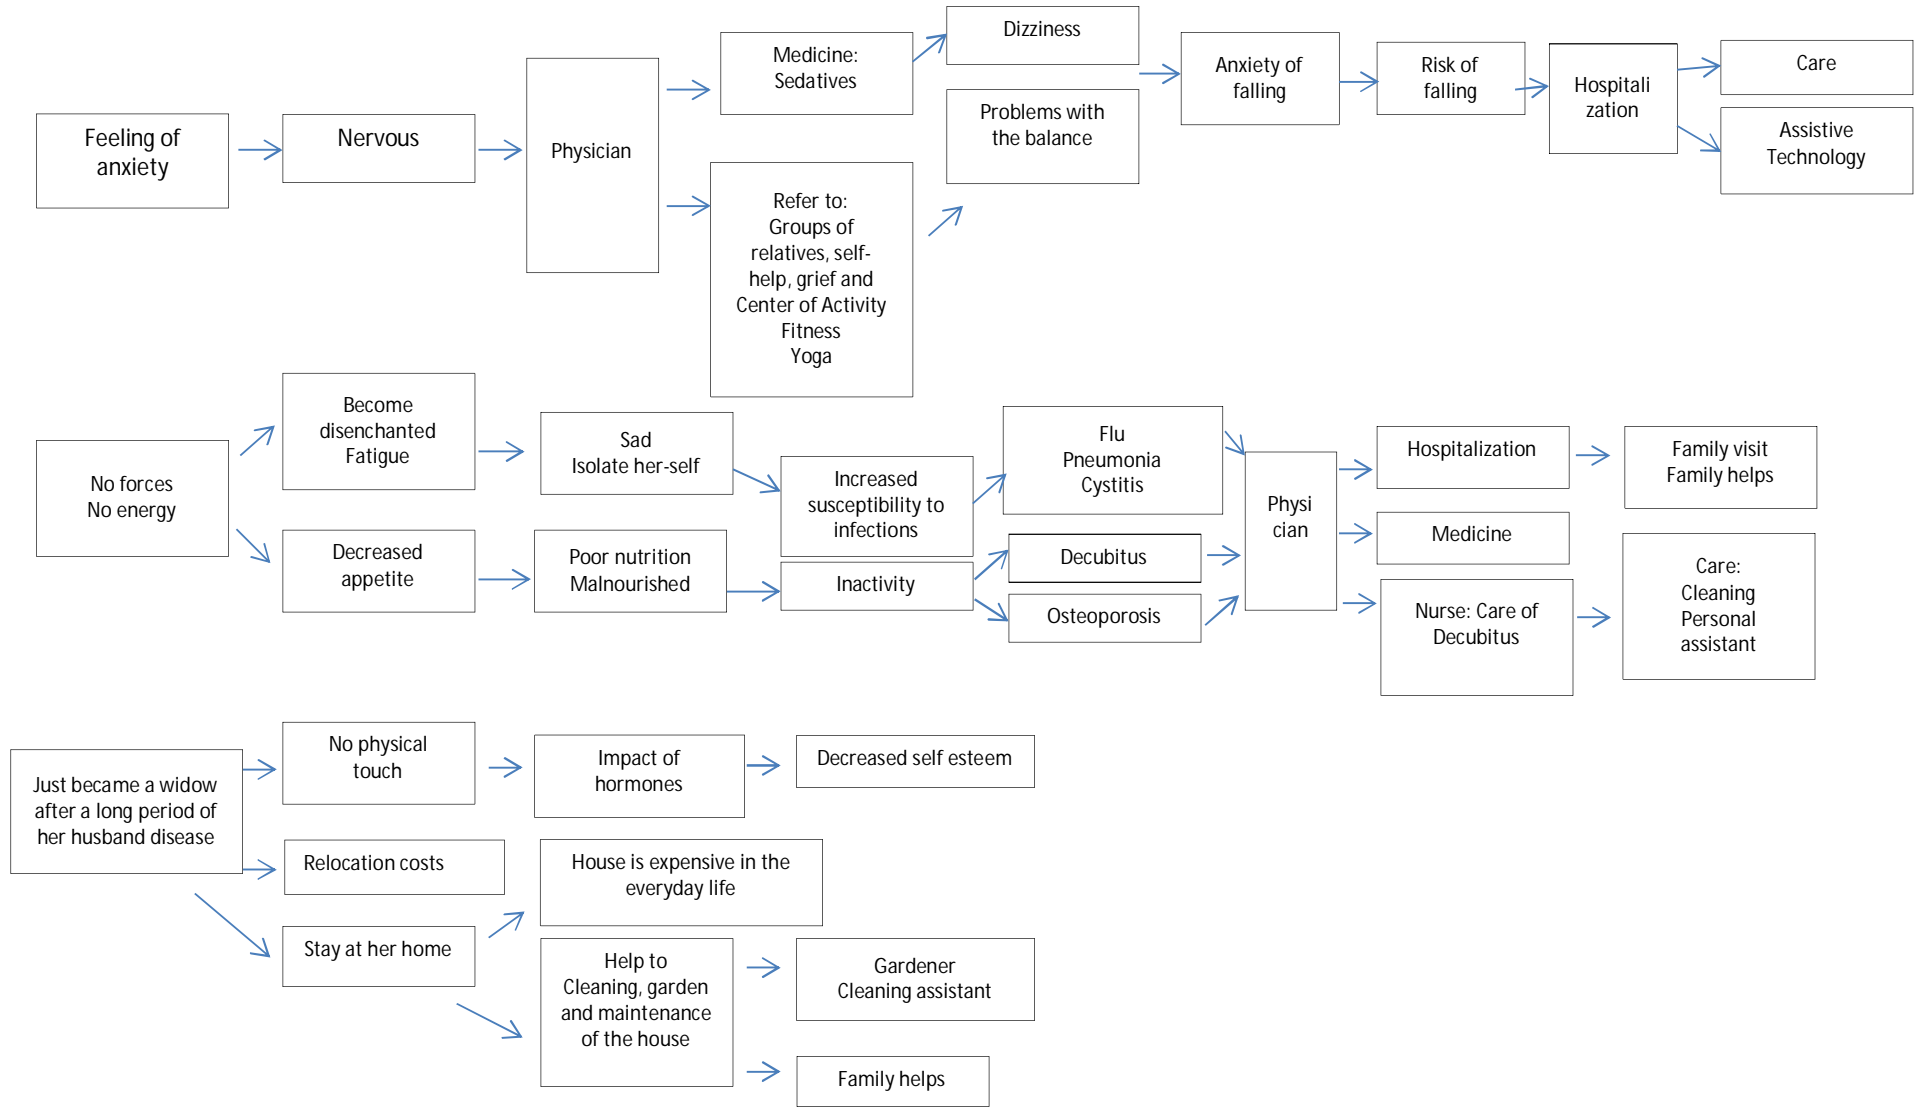 Feeling of
anxiety
Nervous
Physician
Medicine:
Sedatives
Refer to:
Groups of
relatives, self-
help, grief and
Center of Activity
Fitness
Yoga
Dizziness
Problems with
the balance
Anxiety of
falling
Risk of
falling
Hospitali
zation
Care
Assistive
Technology
No forces
No energy
Become
disenchanted
Fatigue
Decreased
appetite
Sad
Isolate her-self
Poor nutrition
Malnourished
Increased
susceptibility to
infections
Inactivity
Flu
Pneumonia
Cystitis
Decubitus
Osteoporosis
Physi
cian
Hospitalization
Medicine
Nurse: Care of
Decubitus
Family visit
Family helps
Care:
Cleaning
Personal
assistant
Just became a widow
after a long period of
her husband disease
No physical
touch
Impact of
hormones
Decreased self esteem
Relocation costs
Stay at her home
House is expensive in the
everyday life
Help to
Cleaning, garden
and maintenance
of the house
Gardener
Cleaning assistant
Family helps